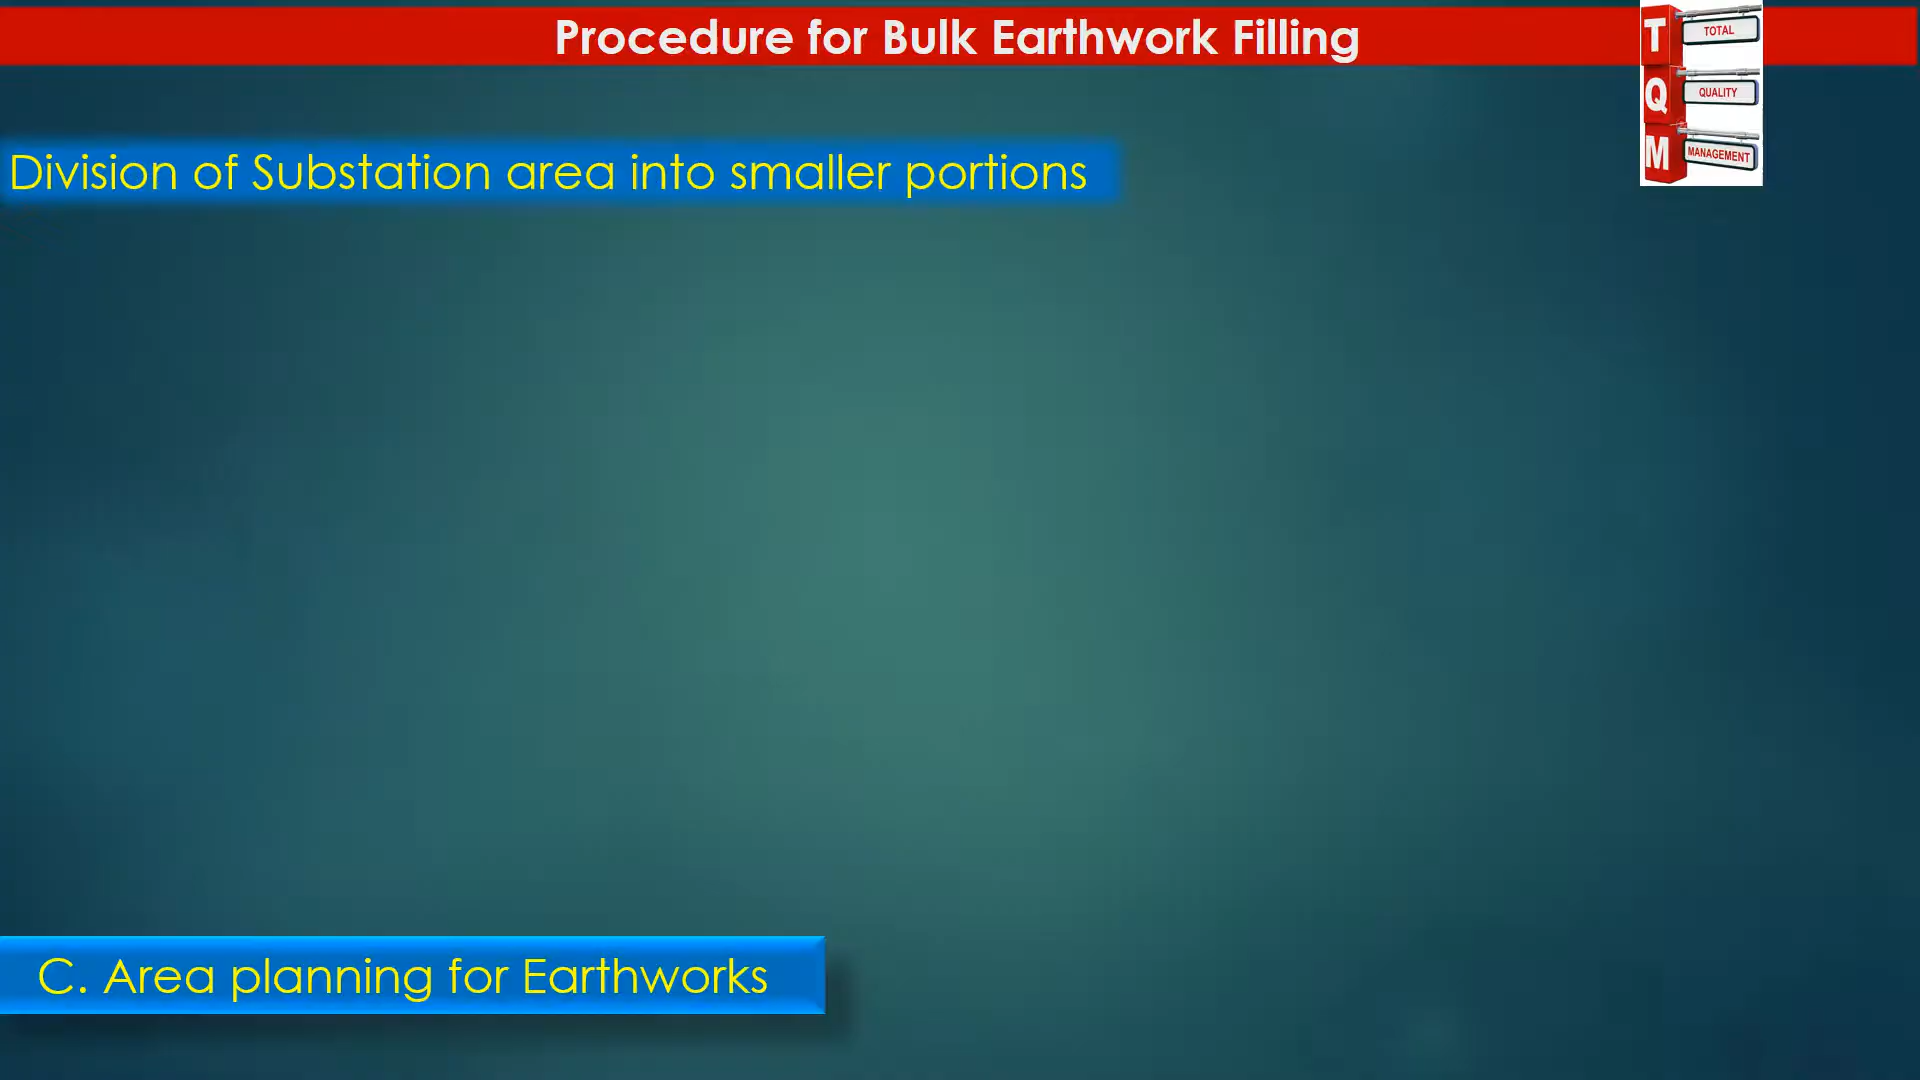 Procedure for Bulk Earthwork Filling
T TOTAL
Q QUALITY
M MANAGEMENT
Division of Substation area into smaller portions
C. Area planning for Earthworks